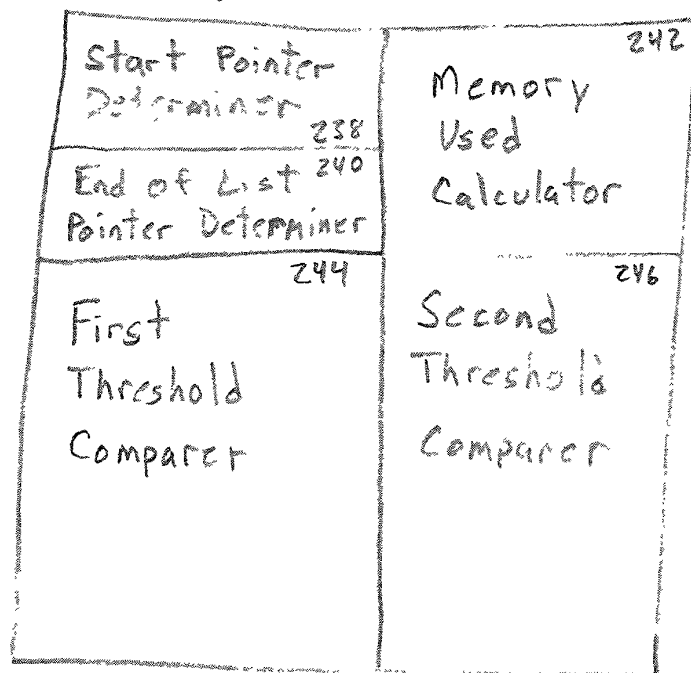 Start Pointer
Determiner
238
240
End of List
Pointer Determiner
242
Memory
Used
Calculator
244
First
Threshold
Comparer
246
Second
Threshold
Comparer